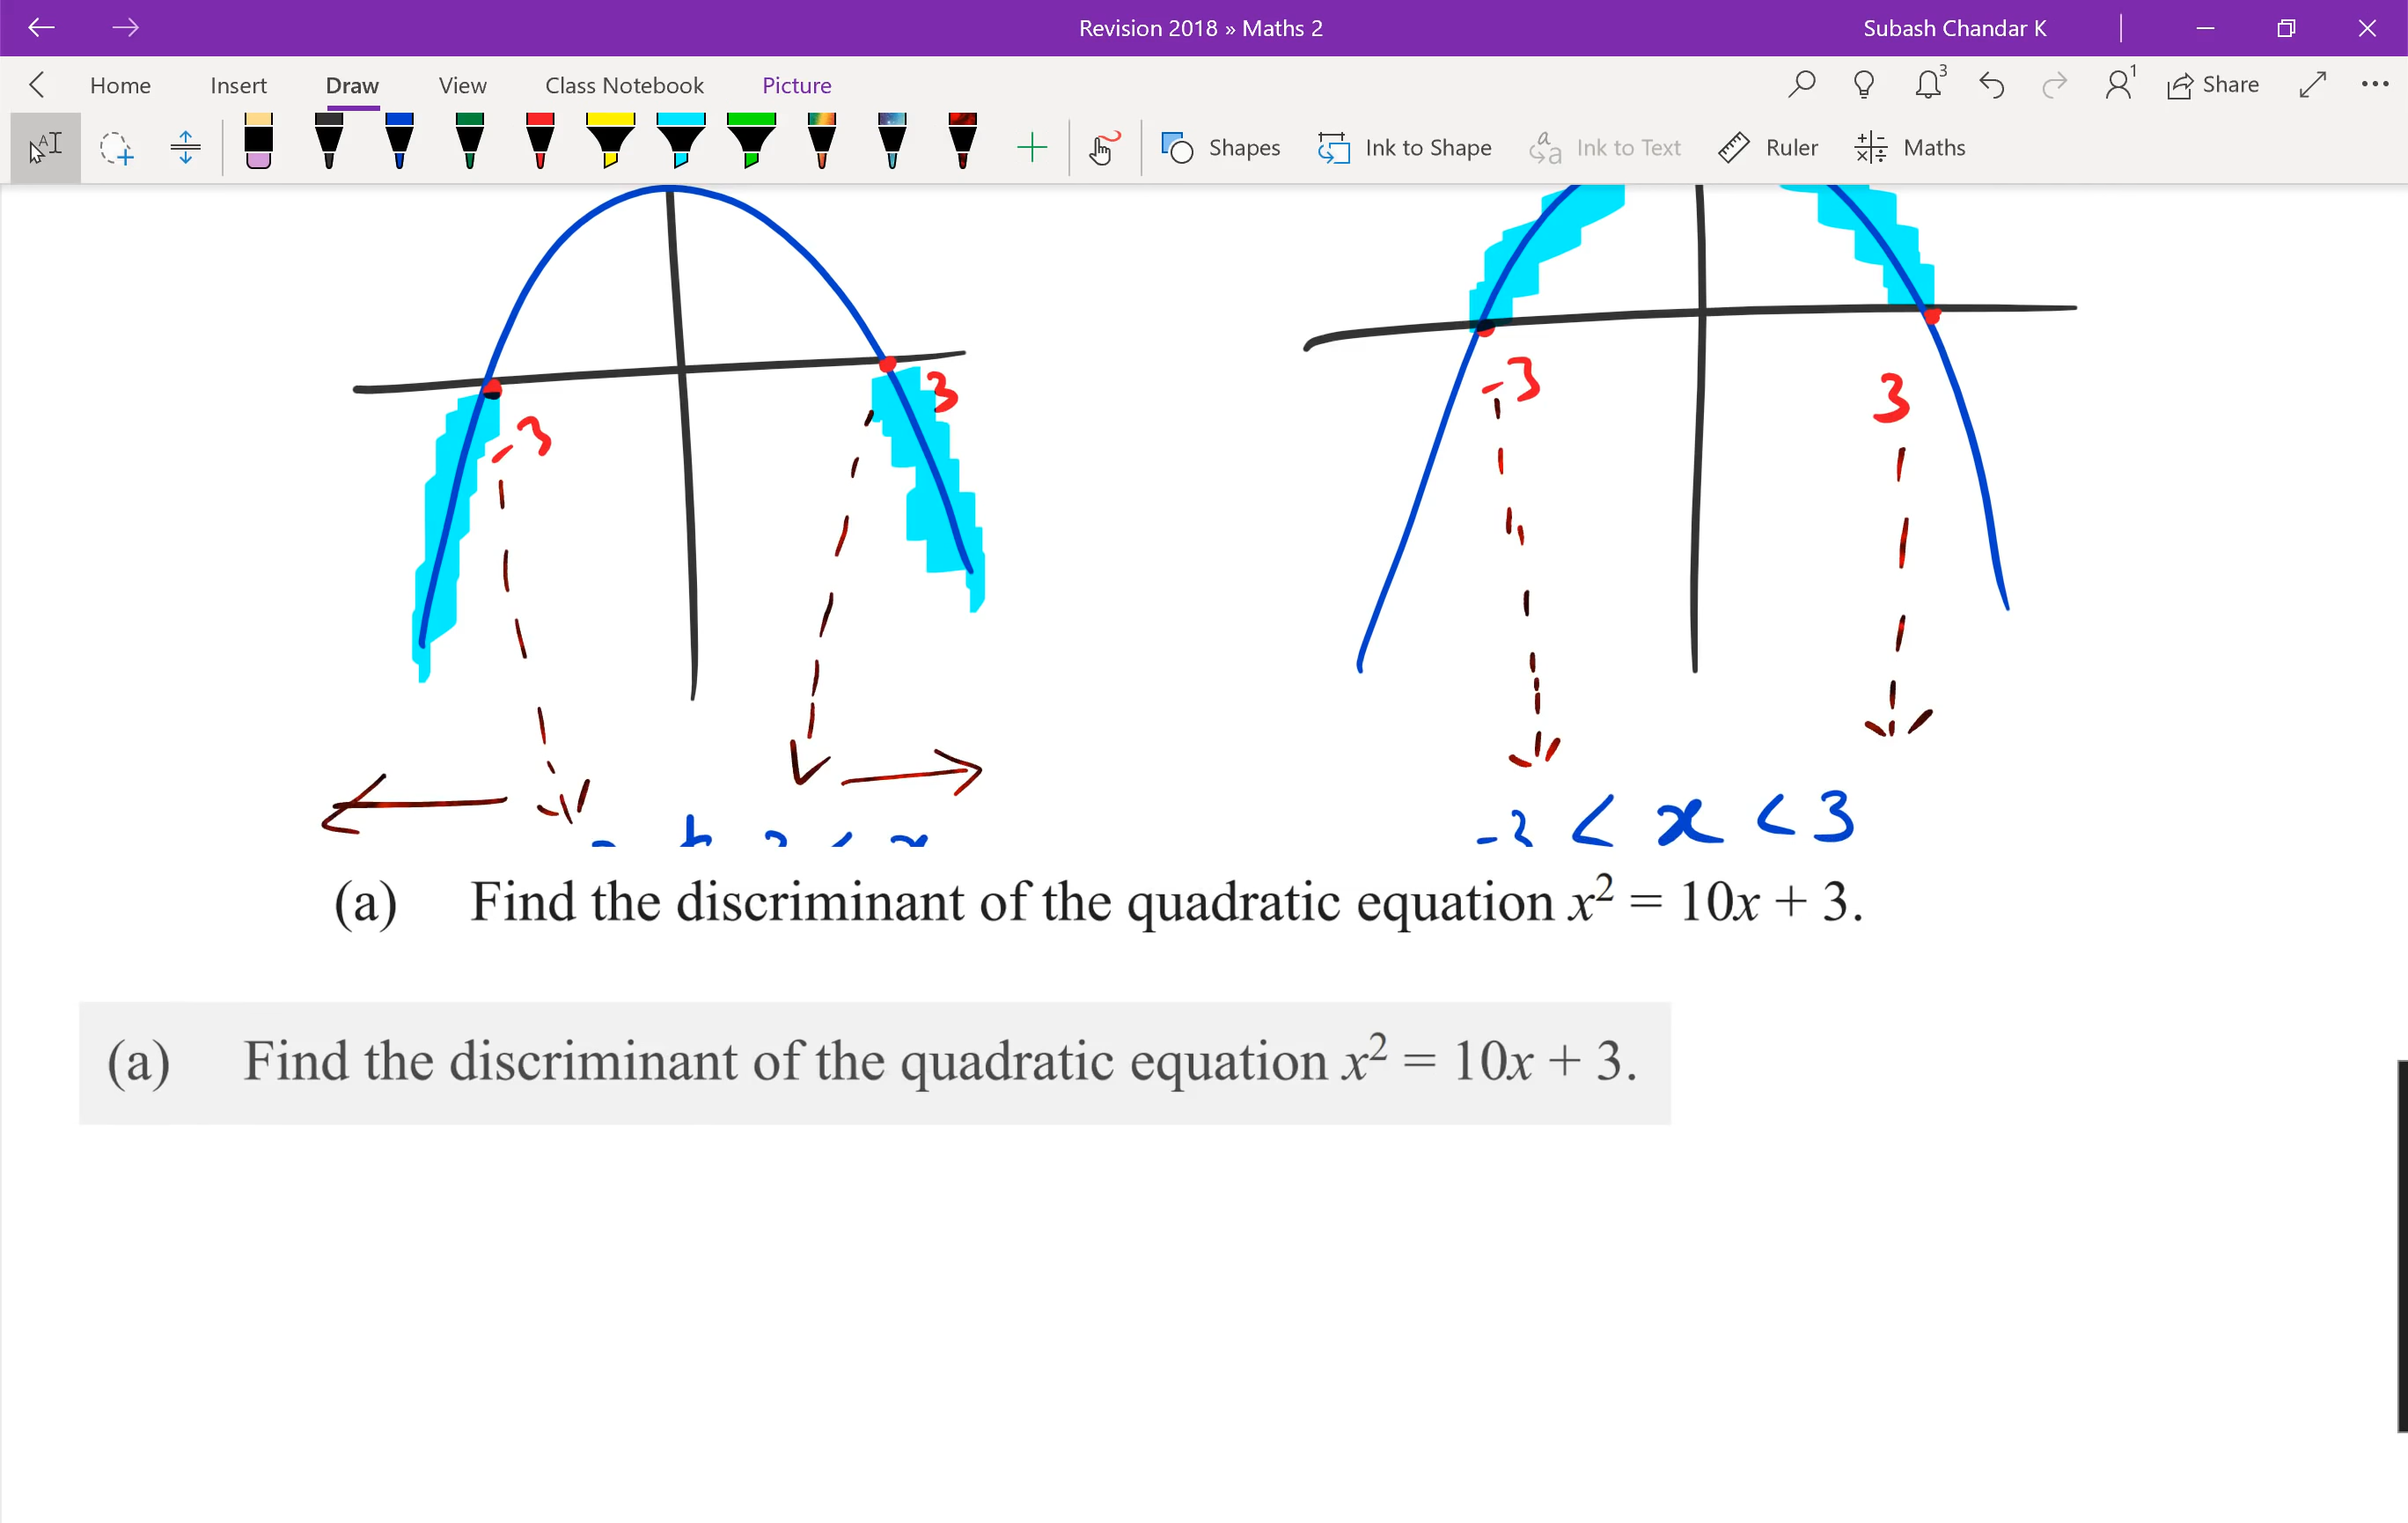 Revision 2018 » Maths 2 Subash Chandar K
Home Insert Draw View Class Notebook Picture 3 1 Share
Shapes Ink to Shape Ink to Text Ruler Maths
-3 3 -3 3
-3 < x < 3
(a) Find the discriminant of the quadratic equation x² = 10x + 3.
(a) Find the discriminant of the quadratic equation x² = 10x + 3.